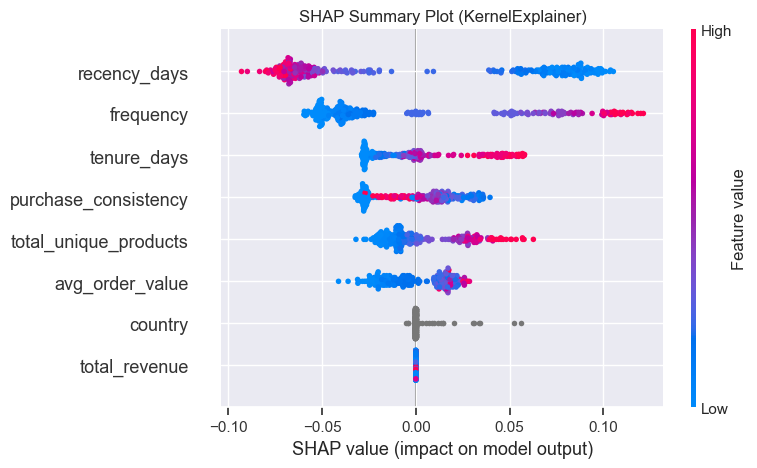 SHAP Summary Plot (KernelExplainer)
High
recency_days
frequency
tenure_days
purchase_consistency
total_unique_products
avg_order_value
country
total_revenue
Feature value
Low
−0.10 −0.05 0.00 0.05 0.10
SHAP value (impact on model output)